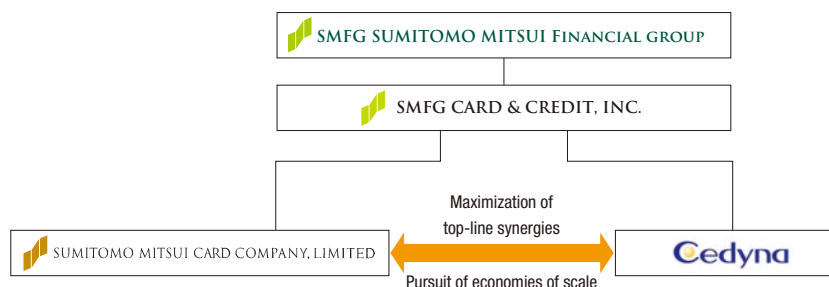 SMFG SUMITOMO MITSUI FINANCIAL GROUP
SMFG CARD & CREDIT, INC.
Maximization of
top-line synergies
SUMITOMO MITSUI CARD COMPANY, LIMITED
Cedyna
Pursuit of economies of scale